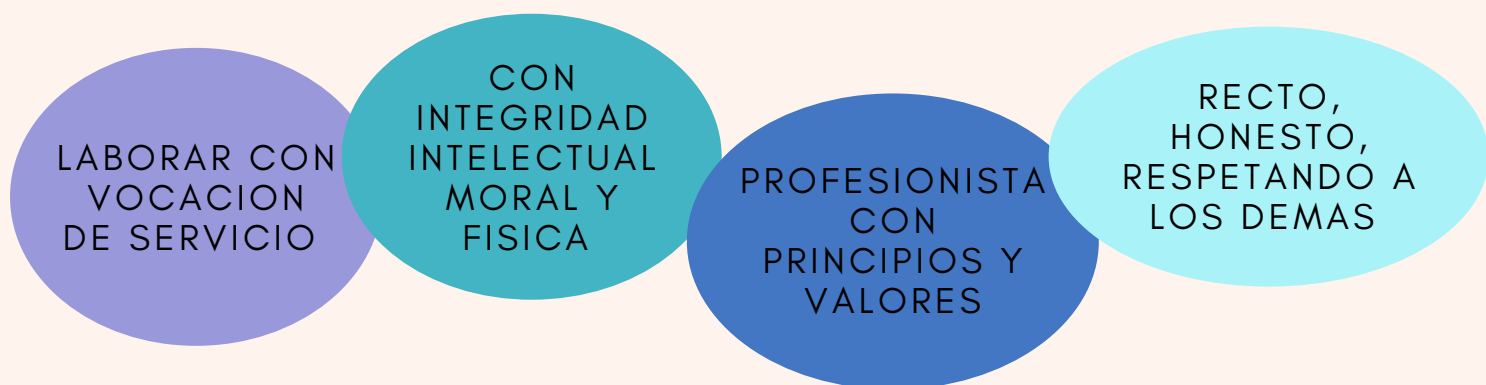 LABORAR CON
VOCACION
DE SERVICIO
CON
INTEGRIDAD
INTELECTUAL
MORAL Y
FISICA
PROFESIONISTA
CON
PRINCIPIOS Y
VALORES
RECTO,
HONESTO,
RESPETANDO A
LOS DEMAS